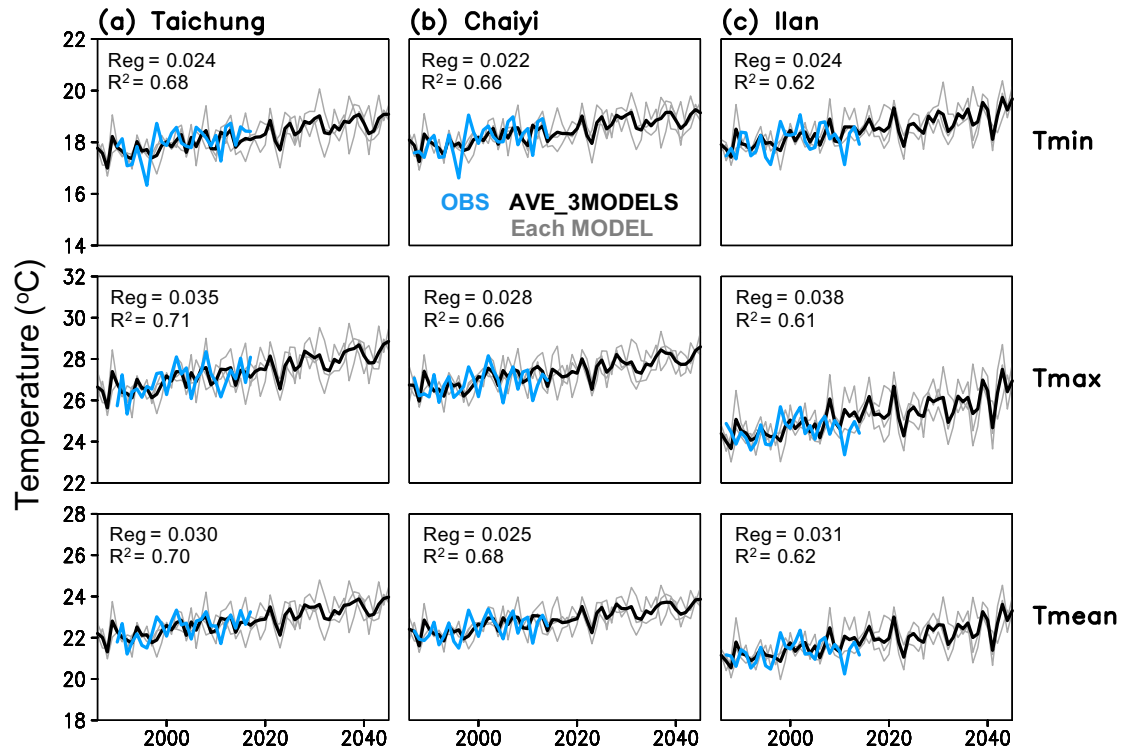 (a) Taichung
(b) Chaiyi
(c) Ilan
22
20
18
16
14
Reg = 0.024
R² = 0.68
Reg = 0.022
R² = 0.66
OBS AVE_3MODELS
Each MODEL
Reg = 0.024
R² = 0.62
Tmin
Temperature (°C)
32
30
28
26
24
22
Reg = 0.035
R² = 0.71
Reg = 0.028
R² = 0.66
Reg = 0.038
R² = 0.61
Tmax
28
26
24
22
20
18
Reg = 0.030
R² = 0.70
Reg = 0.025
R² = 0.68
Reg = 0.031
R² = 0.62
Tmean
2000 2020 2040
2000 2020 2040
2000 2020 2040